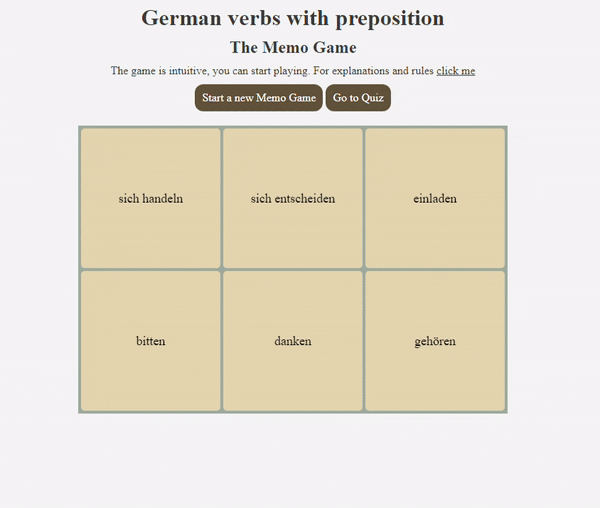 German verbs with preposition
The Memo Game
The game is intuitive, you can start playing. For explanations and rules click me
Start a new Memo Game Go to Quiz
sich handeln sich entscheiden einladen
bitten danken gehören